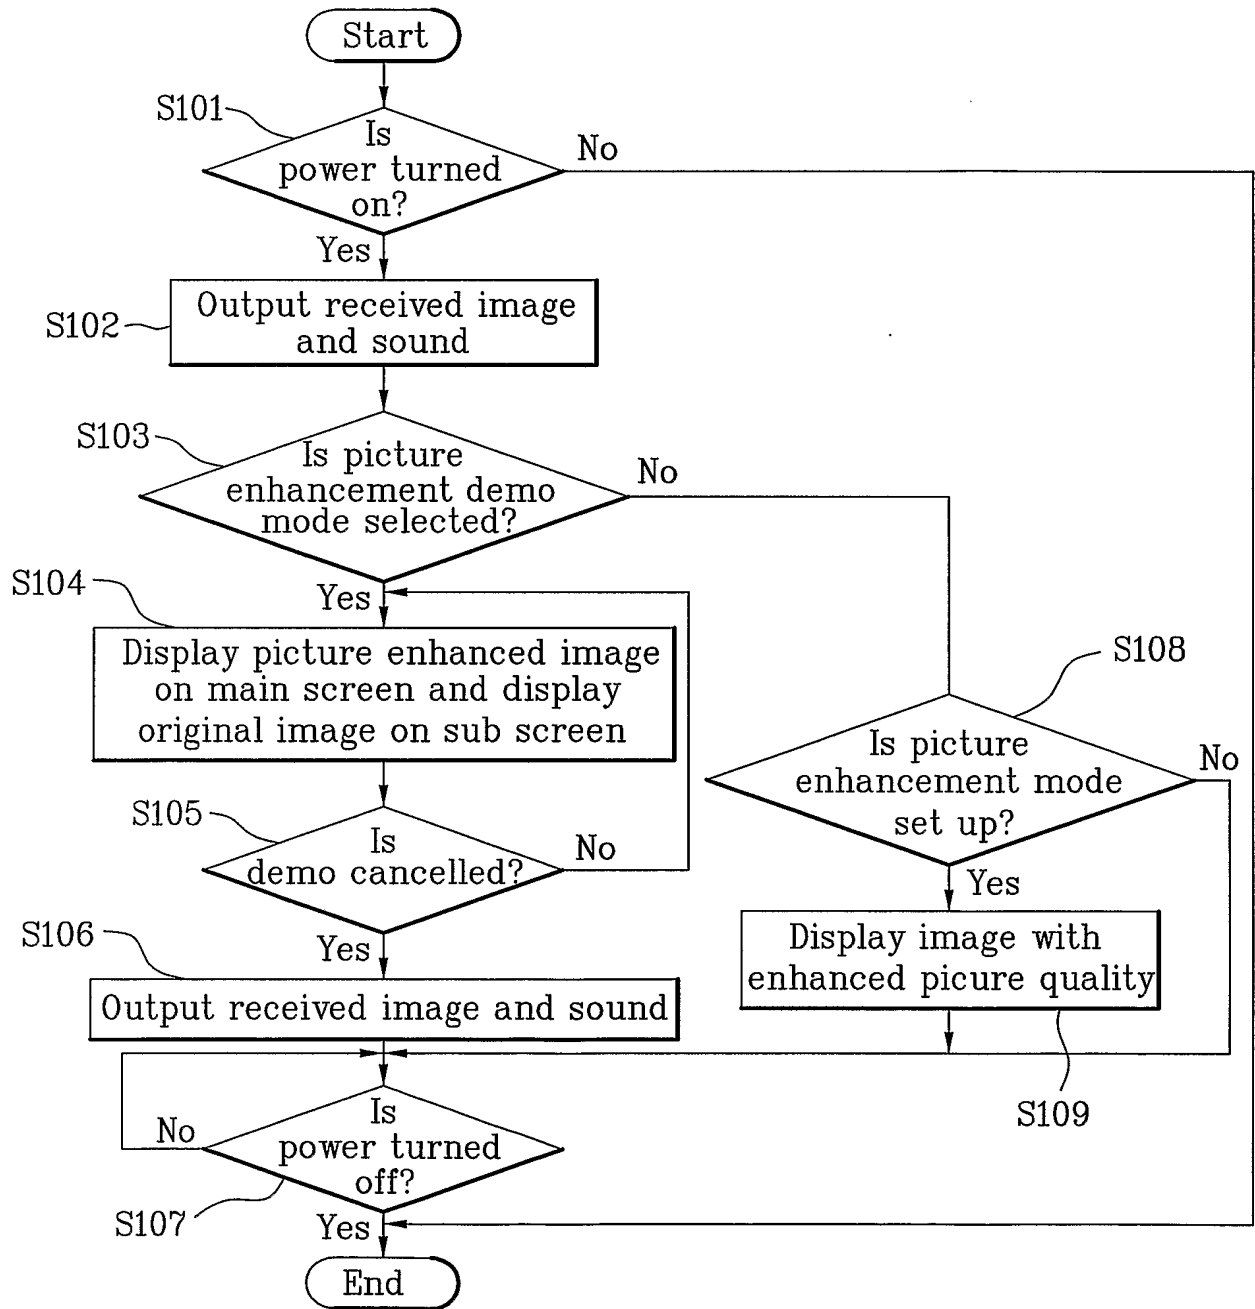 Start
S101
Is
power turned
on?
No
Yes
S102
Output received image
and sound
S103
Is picture
enhancement demo
mode selected?
No
S104
Yes
Display picture enhanced image
on main screen and display
original image on sub screen
S108
Is picture
enhancement mode
set up?
No
S105
Is
demo cancelled?
No
Yes
Yes
S106
Display image with
enhanced picure quality
Output received image and sound
S109
Is
power turned
off?
No
S107
Yes
End